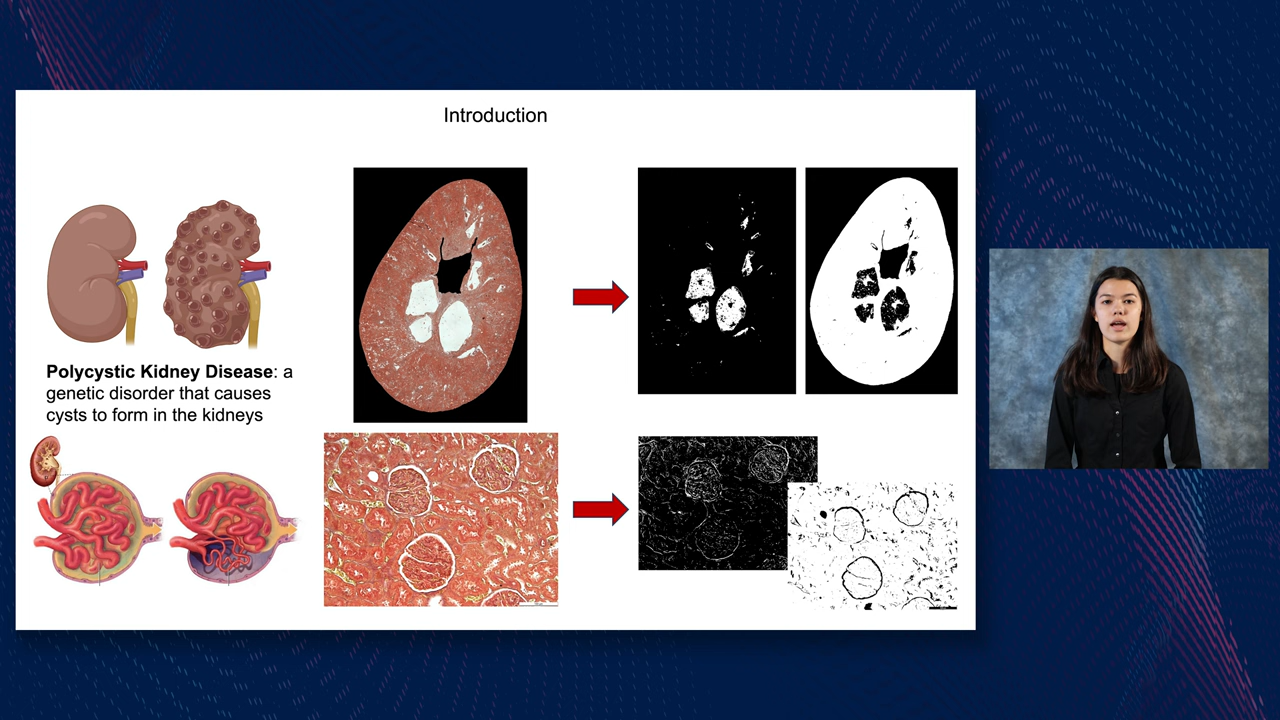 Introduction
Polycystic Kidney Disease: a
genetic disorder that causes
cysts to form in the kidneys